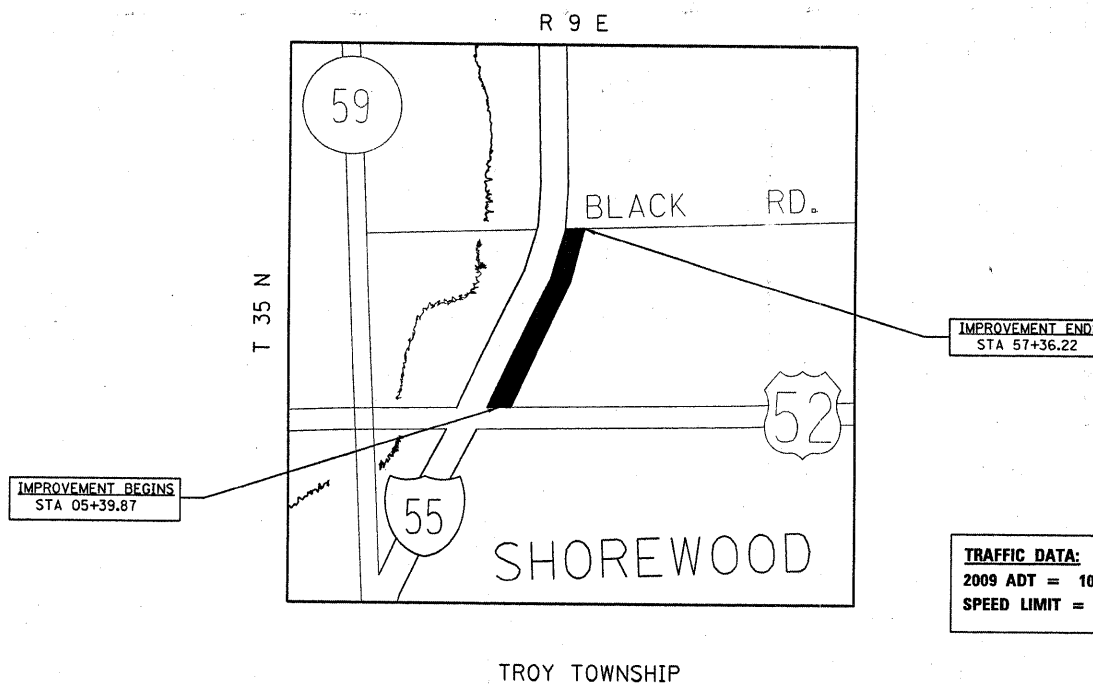 R 9 E
59
BLACK RD.
T 35 N
IMPROVEMENT END
STA 57+36.22
52
IMPROVEMENT BEGINS
STA 05+39.87
55
SHOREWOOD
TRAFFIC DATA:
2009 ADT = 10
SPEED LIMIT =
TROY TOWNSHIP